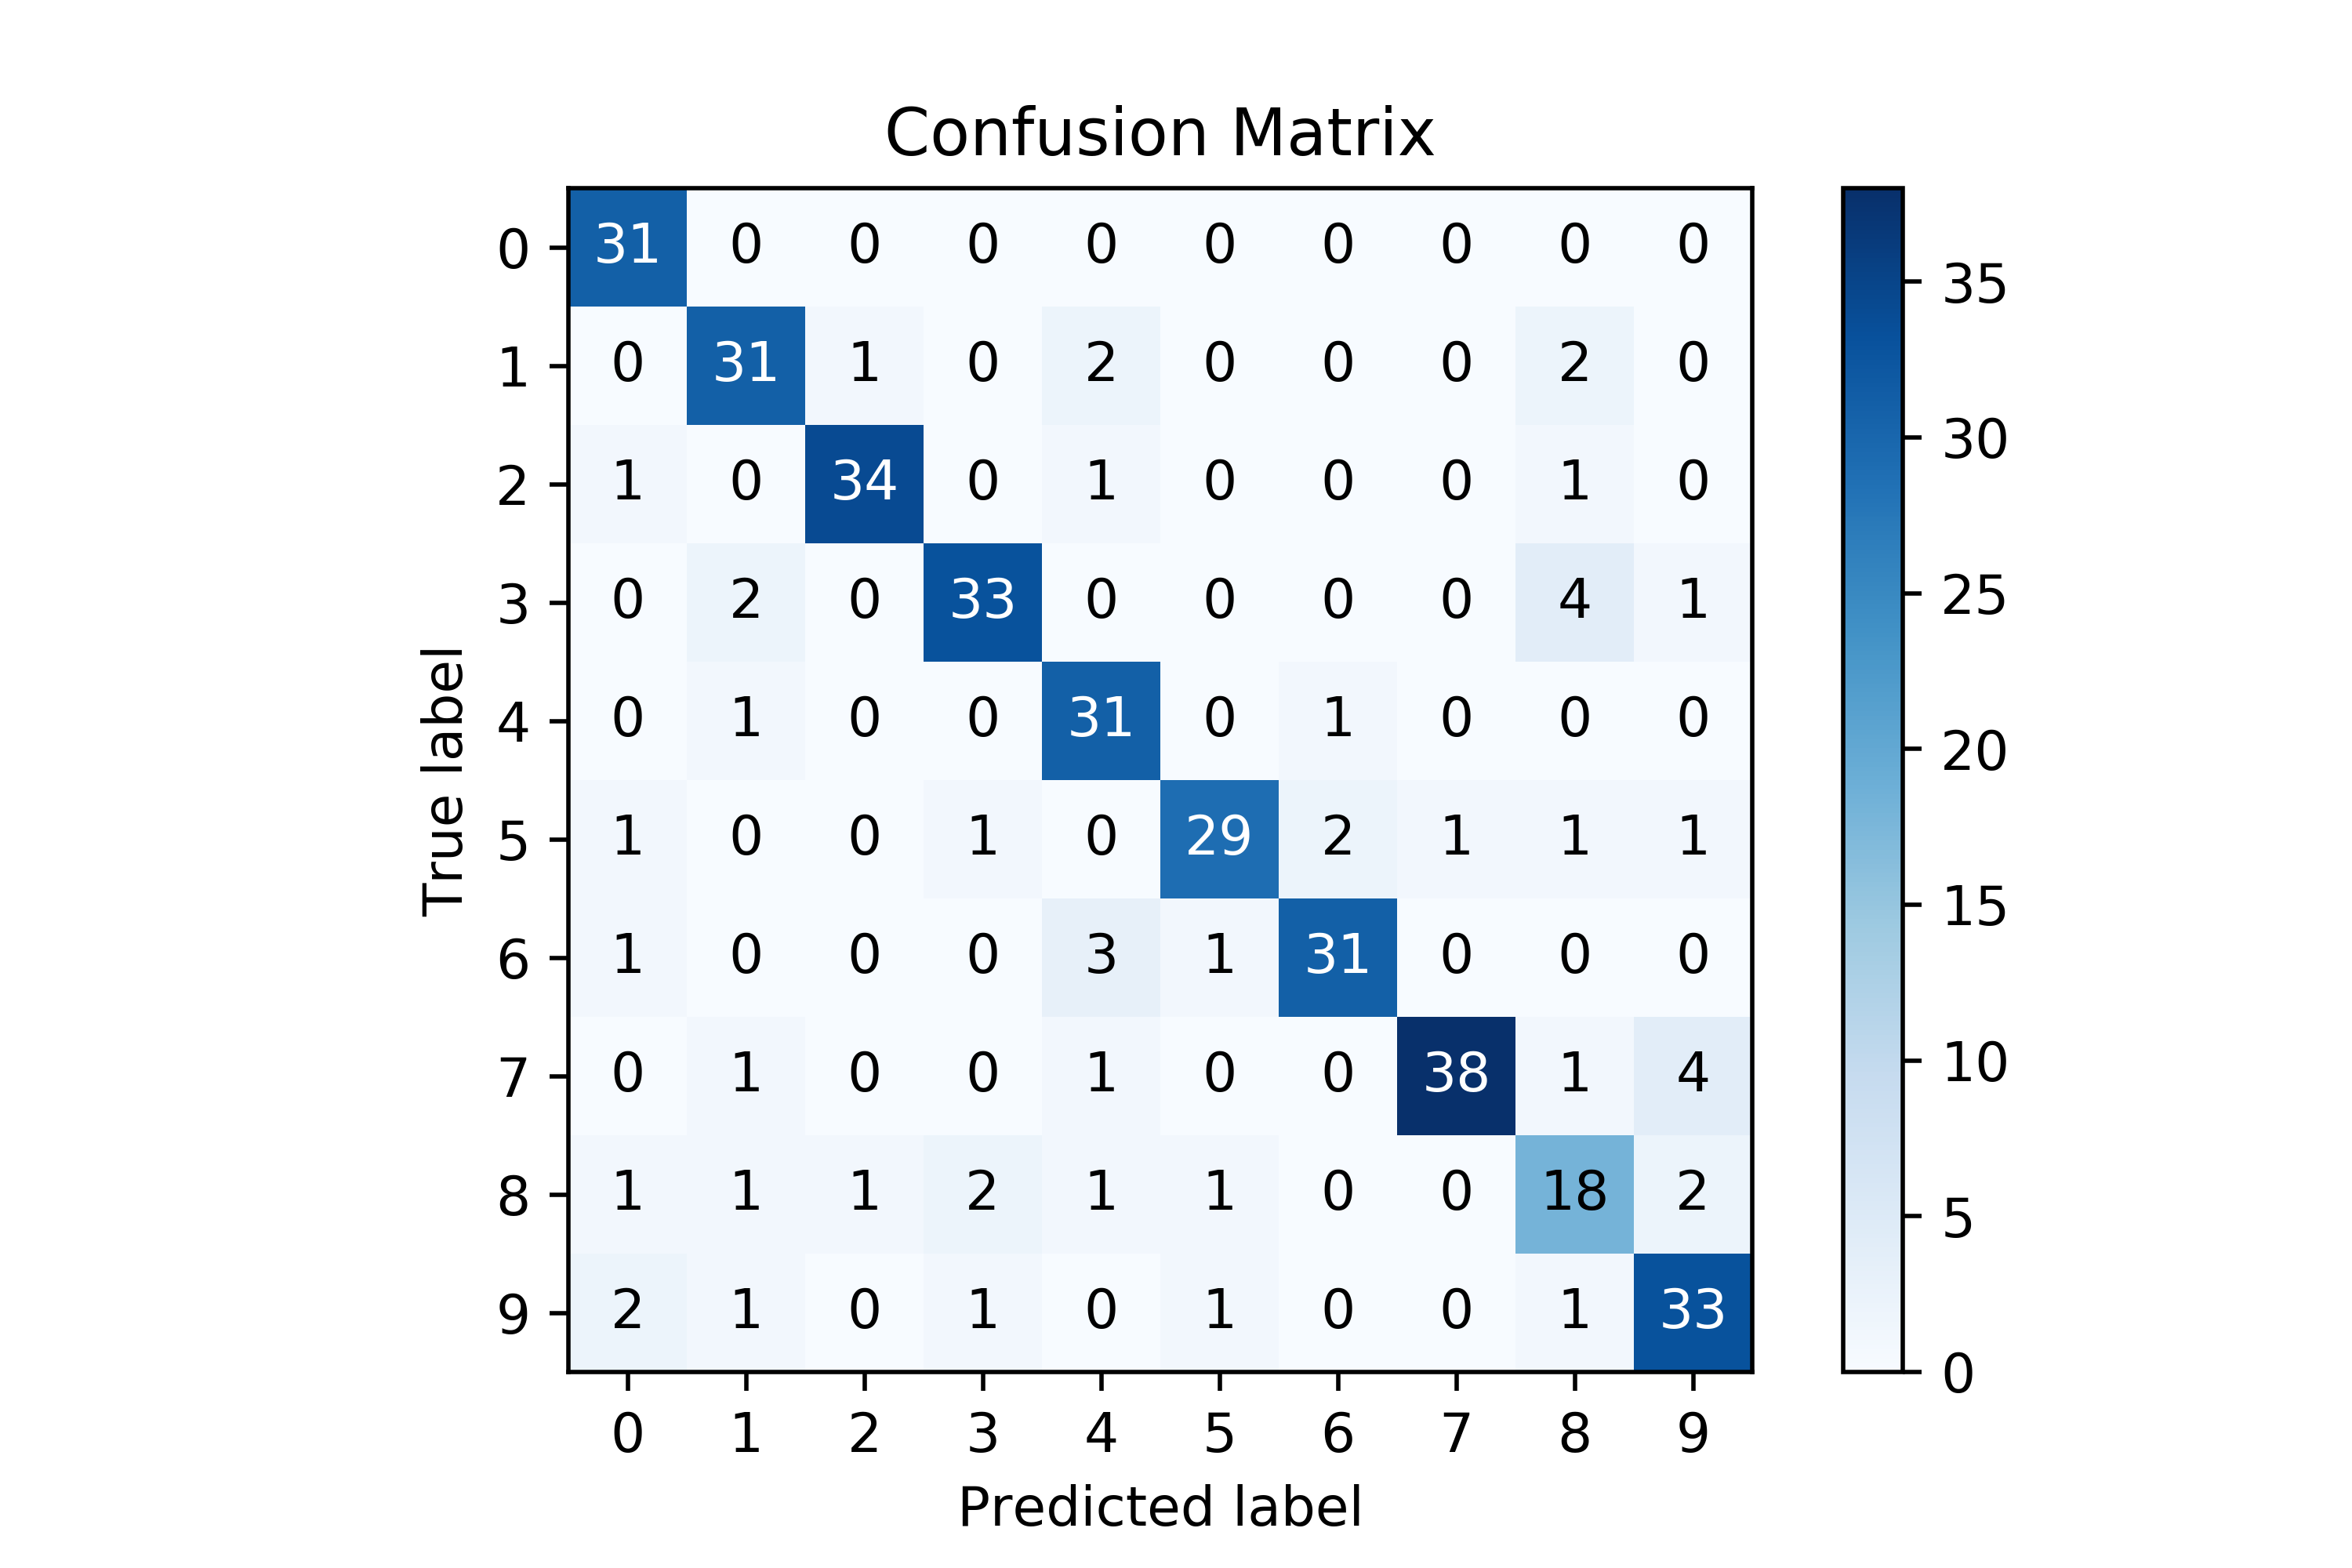 Confusion Matrix
0 31 0 0 0 0 0 0 0 0 0
1 0 31 1 0 2 0 0 0 2 0
2 1 0 34 0 1 0 0 0 1 0
3 0 2 0 33 0 0 0 0 4 1
4 0 1 0 0 31 0 1 0 0 0
5 1 0 0 1 0 29 2 1 1 1
6 1 0 0 0 3 1 31 0 0 0
7 0 1 0 0 1 0 0 38 1 4
8 1 1 1 2 1 1 0 0 18 2
9 2 1 0 1 0 1 0 0 1 33
0 1 2 3 4 5 6 7 8 9
Predicted label
True label
35
30
25
20
15
10
5
0